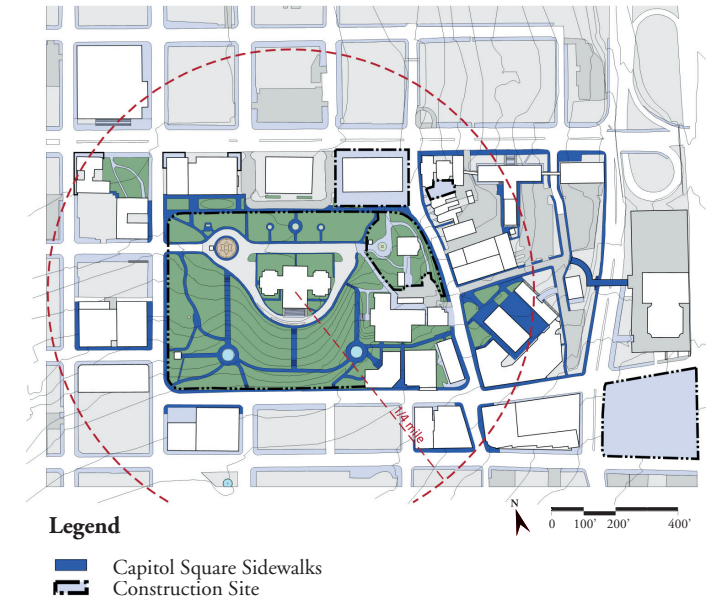 1/4 mile
N
0 100' 200' 400'
Legend
Capitol Square Sidewalks
Construction Site